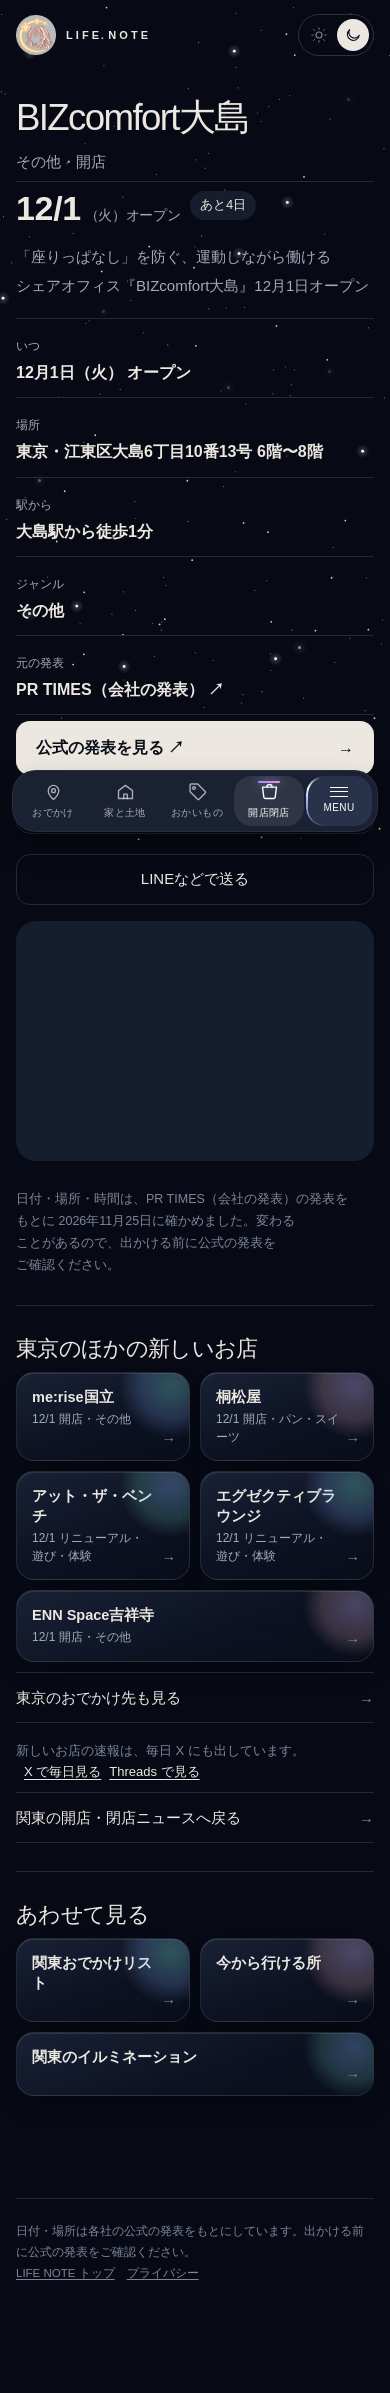 LIFE.NOTE
BIZcomfort大島
その他・開店
12/1（火）オープン あと4日
「座りっぱなし」を防ぐ、運動しながら働ける
シェアオフィス『BIZcomfort大島』12月1日オープン
いつ
12月1日（火） オープン
場所
東京・江東区大島6丁目10番13号 6階〜8階
駅から
大島駅から徒歩1分
ジャンル
その他
元の発表
PR TIMES（会社の発表）↗
公式の発表を見る ↗ →
おでかけ 家と土地 おかいもの 開店閉店 MENU
LINEなどで送る
日付・場所・時間は、PR TIMES（会社の発表）の発表を
もとに 2026年11月25日に確かめました。変わる
ことがあるので、出かける前に公式の発表を
ご確認ください。
東京のほかの新しいお店
me:rise国立
12/1 開店・その他
→
桐松屋
12/1 開店・パン・スイ
ーツ
→
アット・ザ・ベン
チ
12/1 リニューアル・
遊び・体験
→
エグゼクティブラ
ウンジ
12/1 リニューアル・
遊び・体験
→
ENN Space吉祥寺
12/1 開店・その他
→
東京のおでかけ先も見る →
新しいお店の速報は、毎日 X にも出しています。
X で毎日見る Threads で見る
関東の開店・閉店ニュースへ戻る →
あわせて見る
関東おでかけリス
ト
→
今から行ける所
→
関東のイルミネーション
→
日付・場所は各社の公式の発表をもとにしています。出かける前
に公式の発表をご確認ください。
LIFE NOTE トップ プライバシー